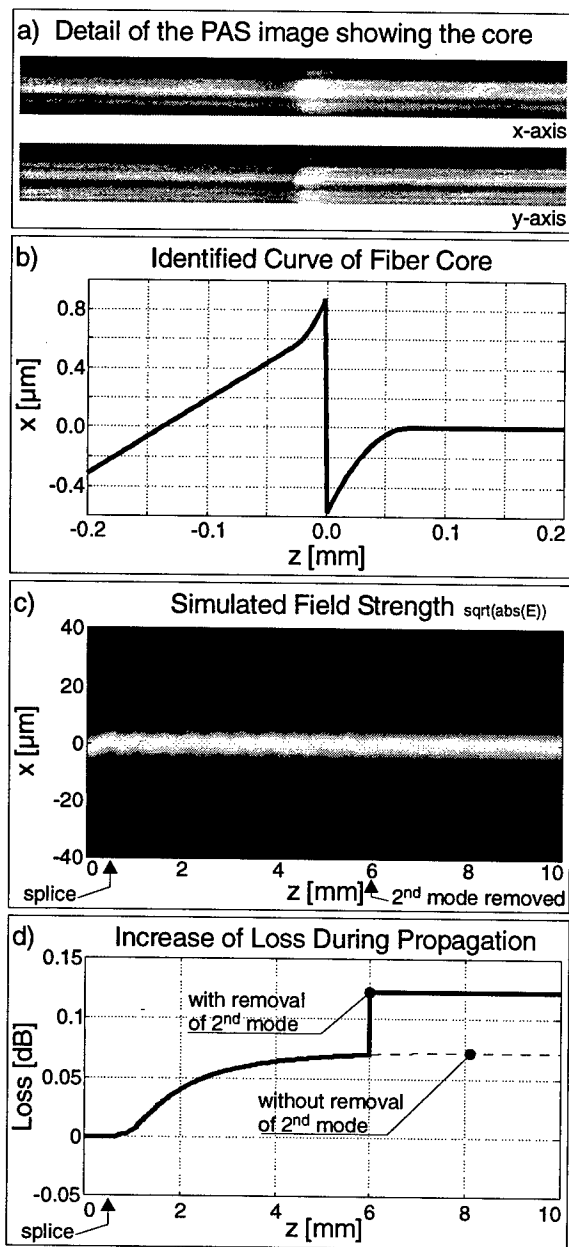 a) Detail of the PAS image showing the core
x-axis
y-axis
b) Identified Curve of Fiber Core
0.8
0.4
0.0
-0.4
x [µm]
-0.2 -0.1 0.0 0.1 0.2
z [mm]
c) Simulated Field Strength sqrt(abs(E))
40
20
0
-20
-40
x [µm]
0 2 4 6 8 10
splice z [mm] 2nd mode removed
d) Increase of Loss During Propagation
0.15
0.1
0.05
0
-0.05
Loss [dB]
with removal
of 2nd mode
without removal
of 2nd mode
0 2 4 6 8 10
splice z [mm]